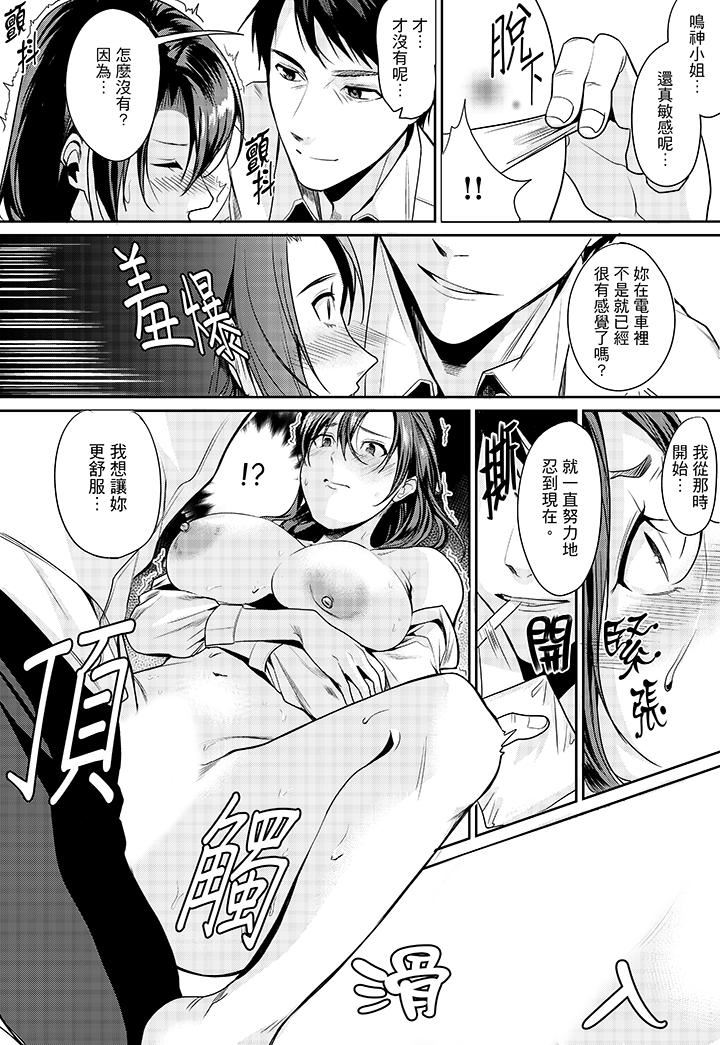 鳴神小姐…
還真敏感呢…
脫下
!!
才…
才沒有呢…
怎麼沒有？
因為…
顫抖
顫抖
妳在電車裡
不是就已經
很有感覺了嗎？
羞爆
我從那時
開始…
緊張
撕
就一直努力地
忍到現在。
開
!?
我想讓妳
更舒服…
頂
觸
滑
入